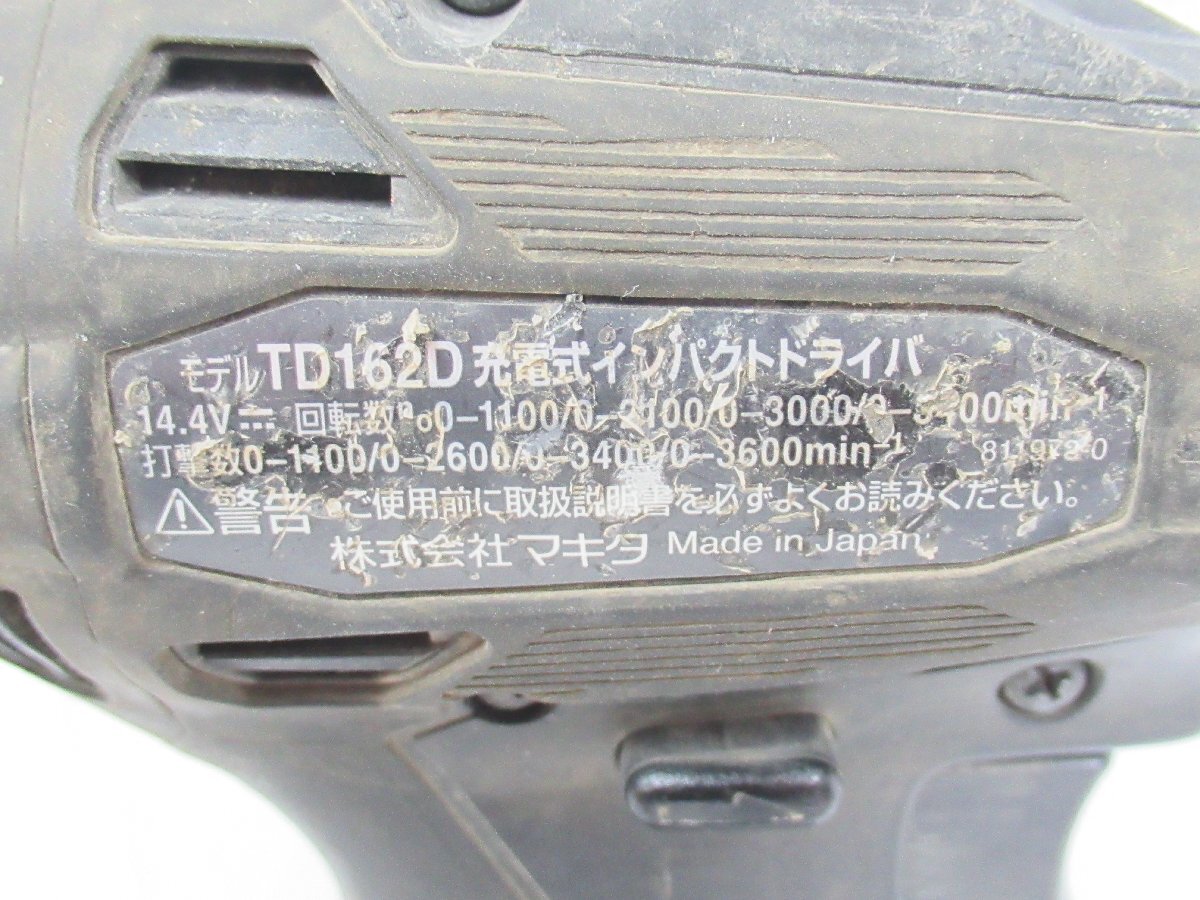 モデル TD162D 充電式インパクトドライバ
14.4V⎓ 回転数n₀0-1100/0-2100/0-3000/0-3400min⁻¹
打撃数0-1100/0-2600/0-3400/0-3600min⁻¹ 811972-0
⚠警告 ご使用前に取扱説明書を必ずよくお読みください。
株式会社マキタ Made in Japan